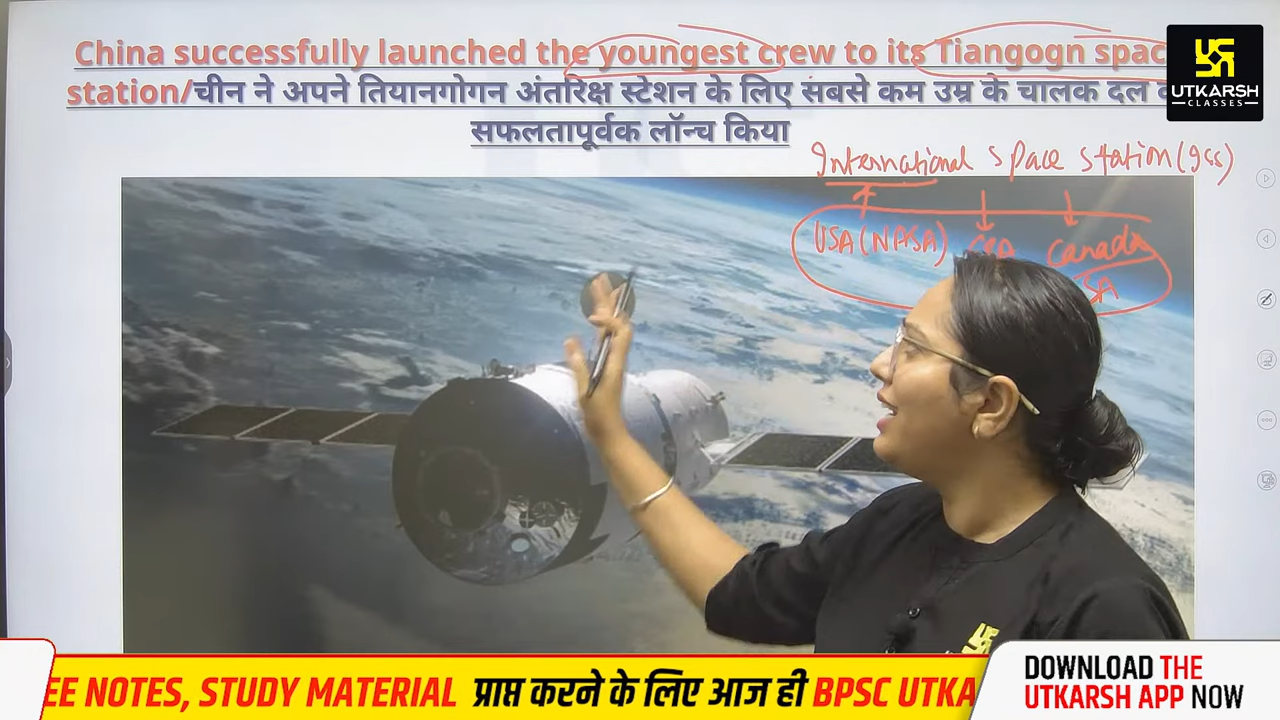 China successfully launched the youngest crew to its Tiangogn spac
station/चीन ने अपने तियानगोगन अंतरिक्ष स्टेशन के लिए सबसे कम उम्र के चालक दल
सफलतापूर्वक लॉन्च किया
UTKARSH
CLASSES
International space station (gss)
USA (NASA) Canada
SA
EE NOTES, STUDY MATERIAL प्राप्त करने के लिए आज ही BPSC UTKA
DOWNLOAD THE
UTKARSH APP NOW